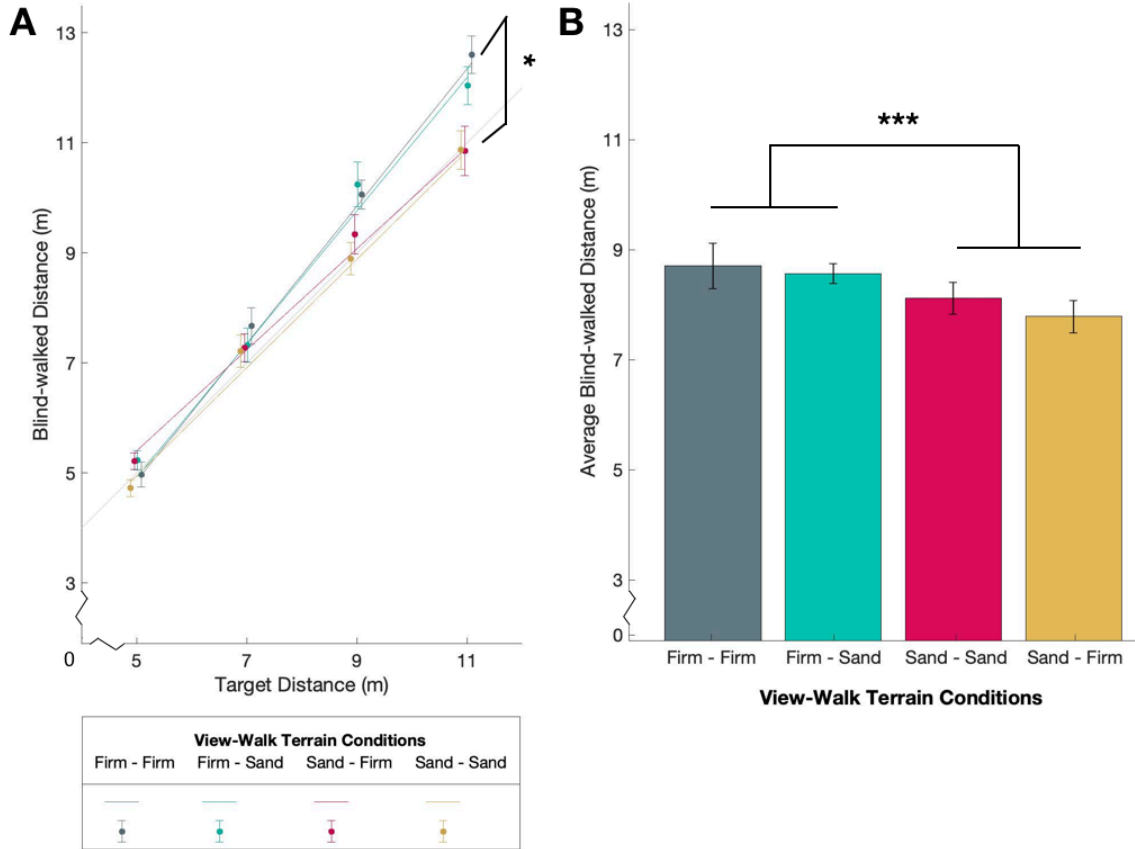 A
13
*
11
9
7
5
3
0
Blind-walked Distance (m)
5 7 9 11
Target Distance (m)
View-Walk Terrain Conditions
Firm - Firm Firm - Sand Sand - Firm Sand - Sand
B
13
***
11
9
7
5
3
0
Average Blind-walked Distance (m)
Firm - Firm Firm - Sand Sand - Sand Sand - Firm
View-Walk Terrain Conditions